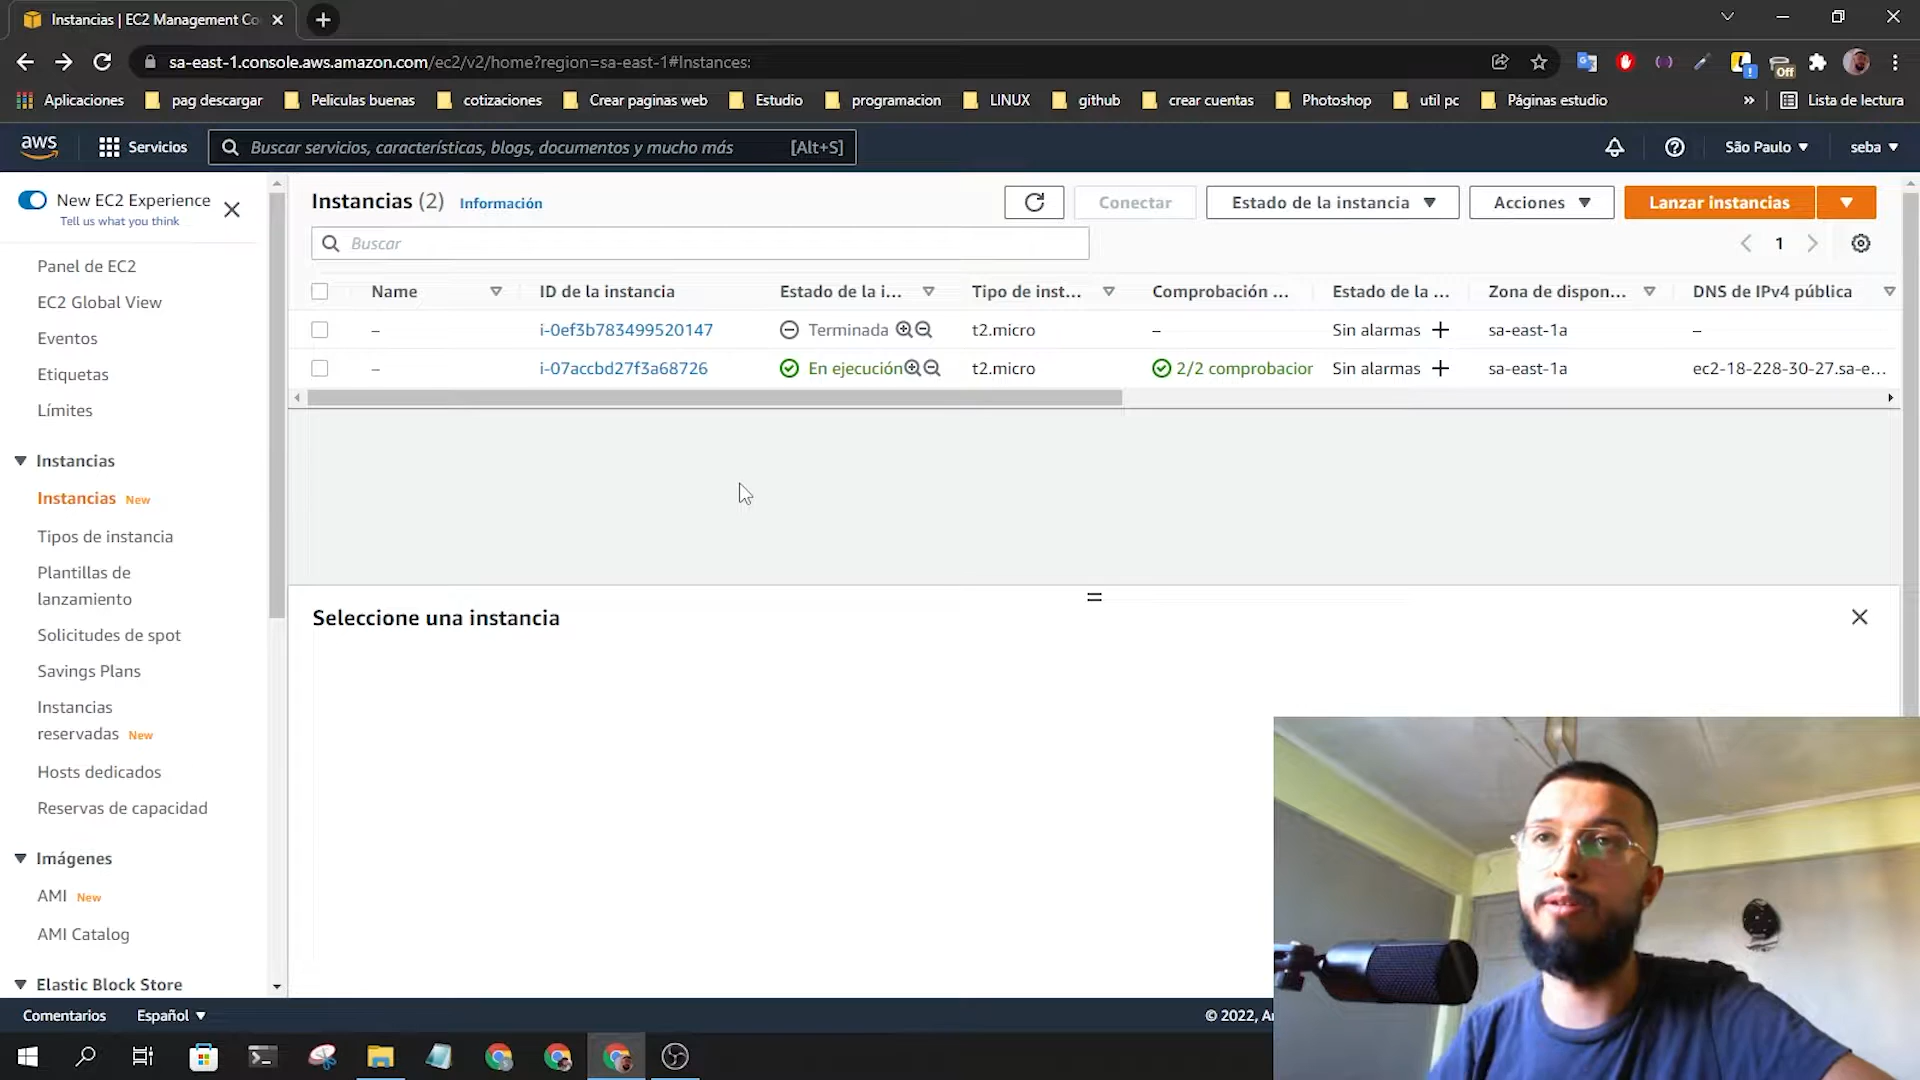 Instancias | EC2 Management Co
sa-east-1.console.aws.amazon.com/ec2/v2/home?region=sa-east-1#Instances:
Off
Aplicaciones
pag descargar
Peliculas buenas
cotizaciones
Crear paginas web
Estudio
programacion
LINUX
github
crear cuentas
Photoshop
util pc
Páginas estudio
»
Lista de lectura
aws
Servicios
Buscar servicios, características, blogs, documentos y mucho más
[Alt+S]
São Paulo
seba
New EC2 Experience
Tell us what you think
Panel de EC2
EC2 Global View
Eventos
Etiquetas
Límites
Instancias
Instancias New
Tipos de instancia
Plantillas de
lanzamiento
Solicitudes de spot
Savings Plans
Instancias
reservadas New
Hosts dedicados
Reservas de capacidad
Imágenes
AMI New
AMI Catalog
Elastic Block Store
Instancias (2) Información
Conectar
Estado de la instancia
Acciones
Lanzar instancias
Buscar
1
Name
ID de la instancia
Estado de la i...
Tipo de inst...
Comprobación ...
Estado de la ...
Zona de dispon...
DNS de IPv4 pública
– i-0ef3b783499520147 Terminada t2.micro – Sin alarmas + sa-east-1a –
– i-07accbd27f3a68726 En ejecución t2.micro 2/2 comprobacior Sin alarmas + sa-east-1a ec2-18-228-30-27.sa-e...
Seleccione una instancia
Comentarios
Español
© 2022, A